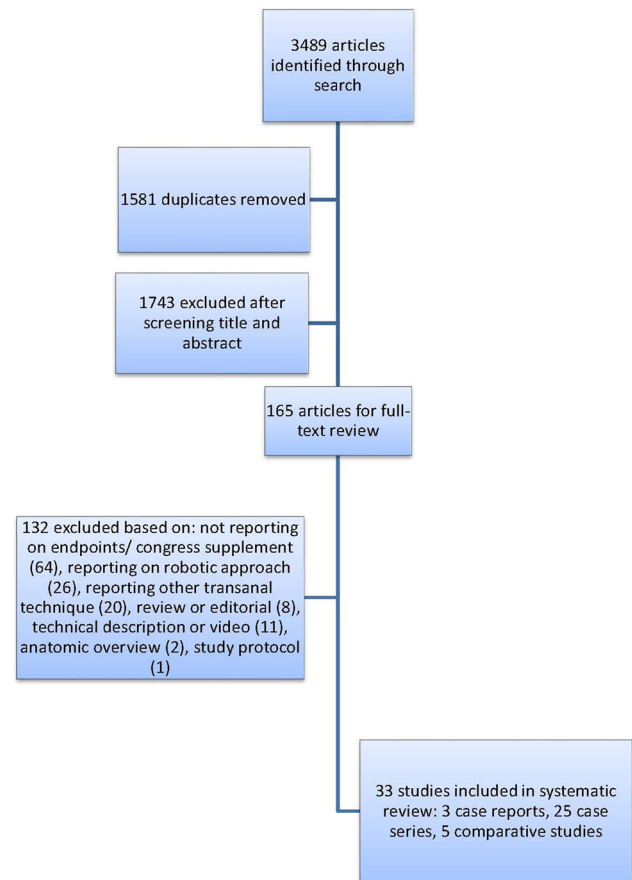 3489 articles
identified through
search
1581 duplicates removed
1743 excluded after
screening title and
abstract
165 articles for full-
text review
132 excluded based on: not reporting
on endpoints/ congress supplement
(64), reporting on robotic approach
(26), reporting other transanal
technique (20), review or editorial (8),
technical description or video (11),
anatomic overview (2), study protocol
(1)
33 studies included in systematic
review: 3 case reports, 25 case
series, 5 comparative studies